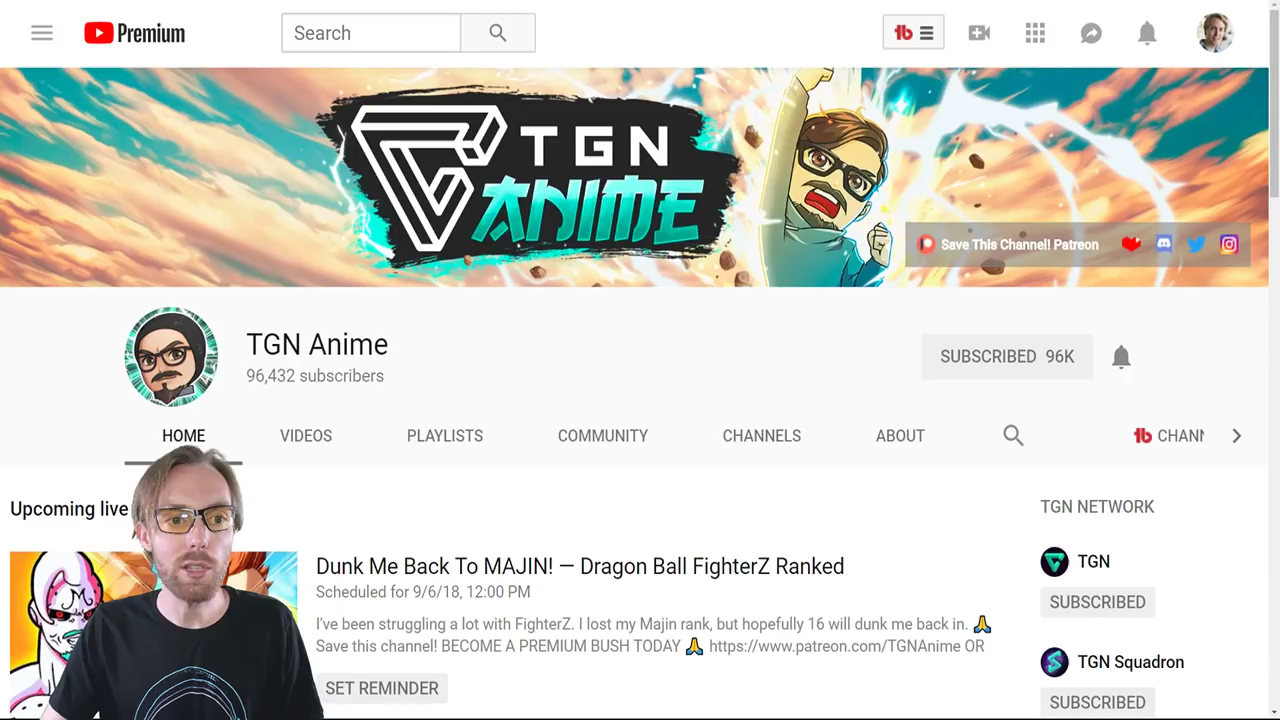 Premium
Search
tb
TGN
ANIME
Save This Channel! Patreon
TGN Anime
96,432 subscribers
SUBSCRIBED 96K
HOME
VIDEOS
PLAYLISTS
COMMUNITY
CHANNELS
ABOUT
tb CHANN
Upcoming live
TGN NETWORK
Dunk Me Back To MAJIN! — Dragon Ball FighterZ Ranked
Scheduled for 9/6/18, 12:00 PM
I've been struggling a lot with FighterZ. I lost my Majin rank, but hopefully 16 will dunk me back in. 🙏
Save this channel! BECOME A PREMIUM BUSH TODAY 🙏 https://www.patreon.com/TGNAnime OR
SET REMINDER
TGN
SUBSCRIBED
TGN Squadron
SUBSCRIBED